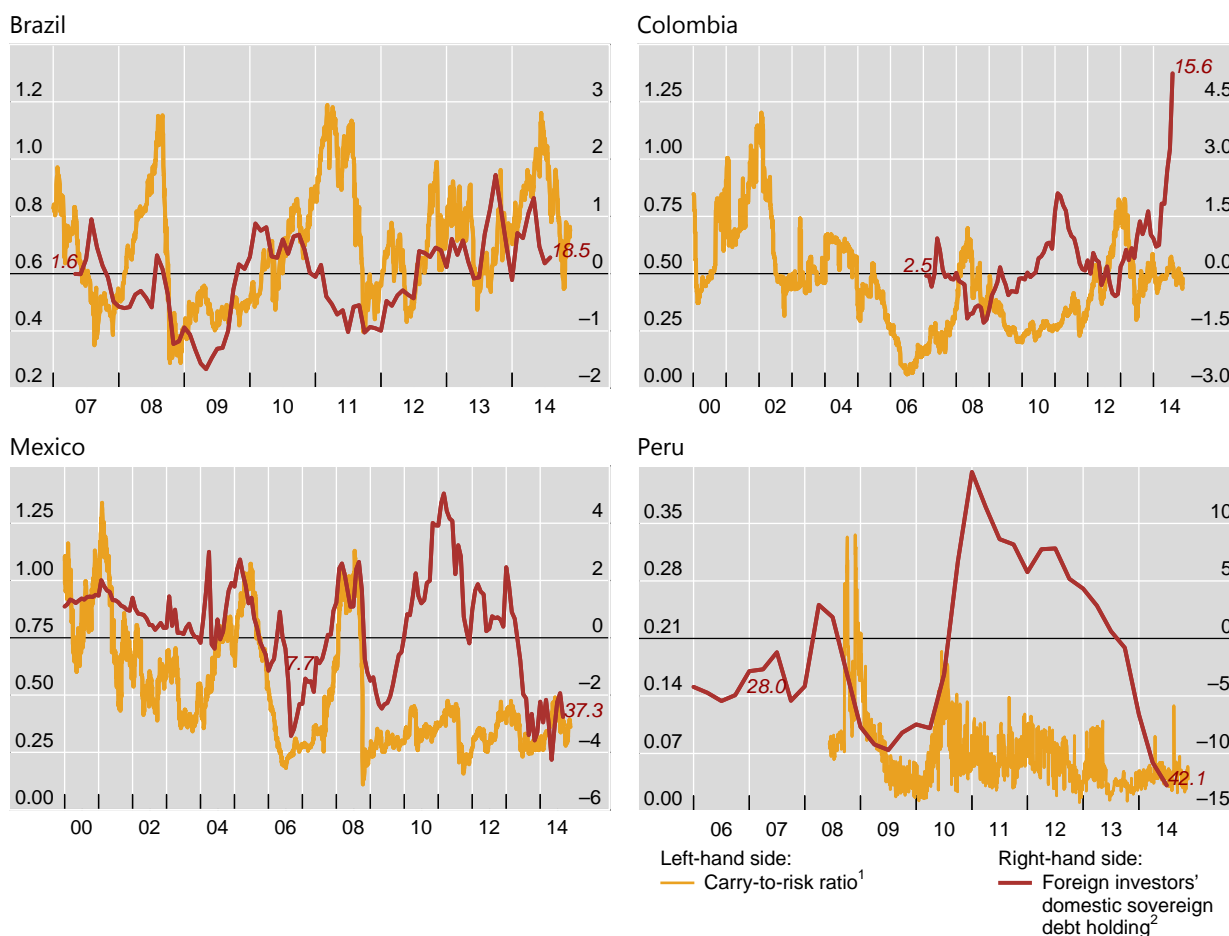 Brazil
1.2 3
1.0 2
0.8 1
1.6 0.6 0 18.5
0.4 –1
0.2 –2
07 08 09 10 11 12 13 14
Colombia
15.6
1.25 4.5
1.00 3.0
0.75 1.5
2.5 0.50 0.0
0.25 –1.5
0.00 –3.0
00 02 04 06 08 10 12 14
Mexico
1.25 4
1.00 2
0.75 0
7.7
0.50 –2
37.3
0.25 –4
0.00 –6
00 02 04 06 08 10 12 14
Peru
0.35 10
0.28 5
0.21 0
28.0
0.14 –5
0.07 –10
42.1
0.00 –15
06 07 08 09 10 11 12 13 14
Left-hand side:
Carry-to-risk ratio1
Right-hand side:
Foreign investors'
domestic sovereign
debt holding2